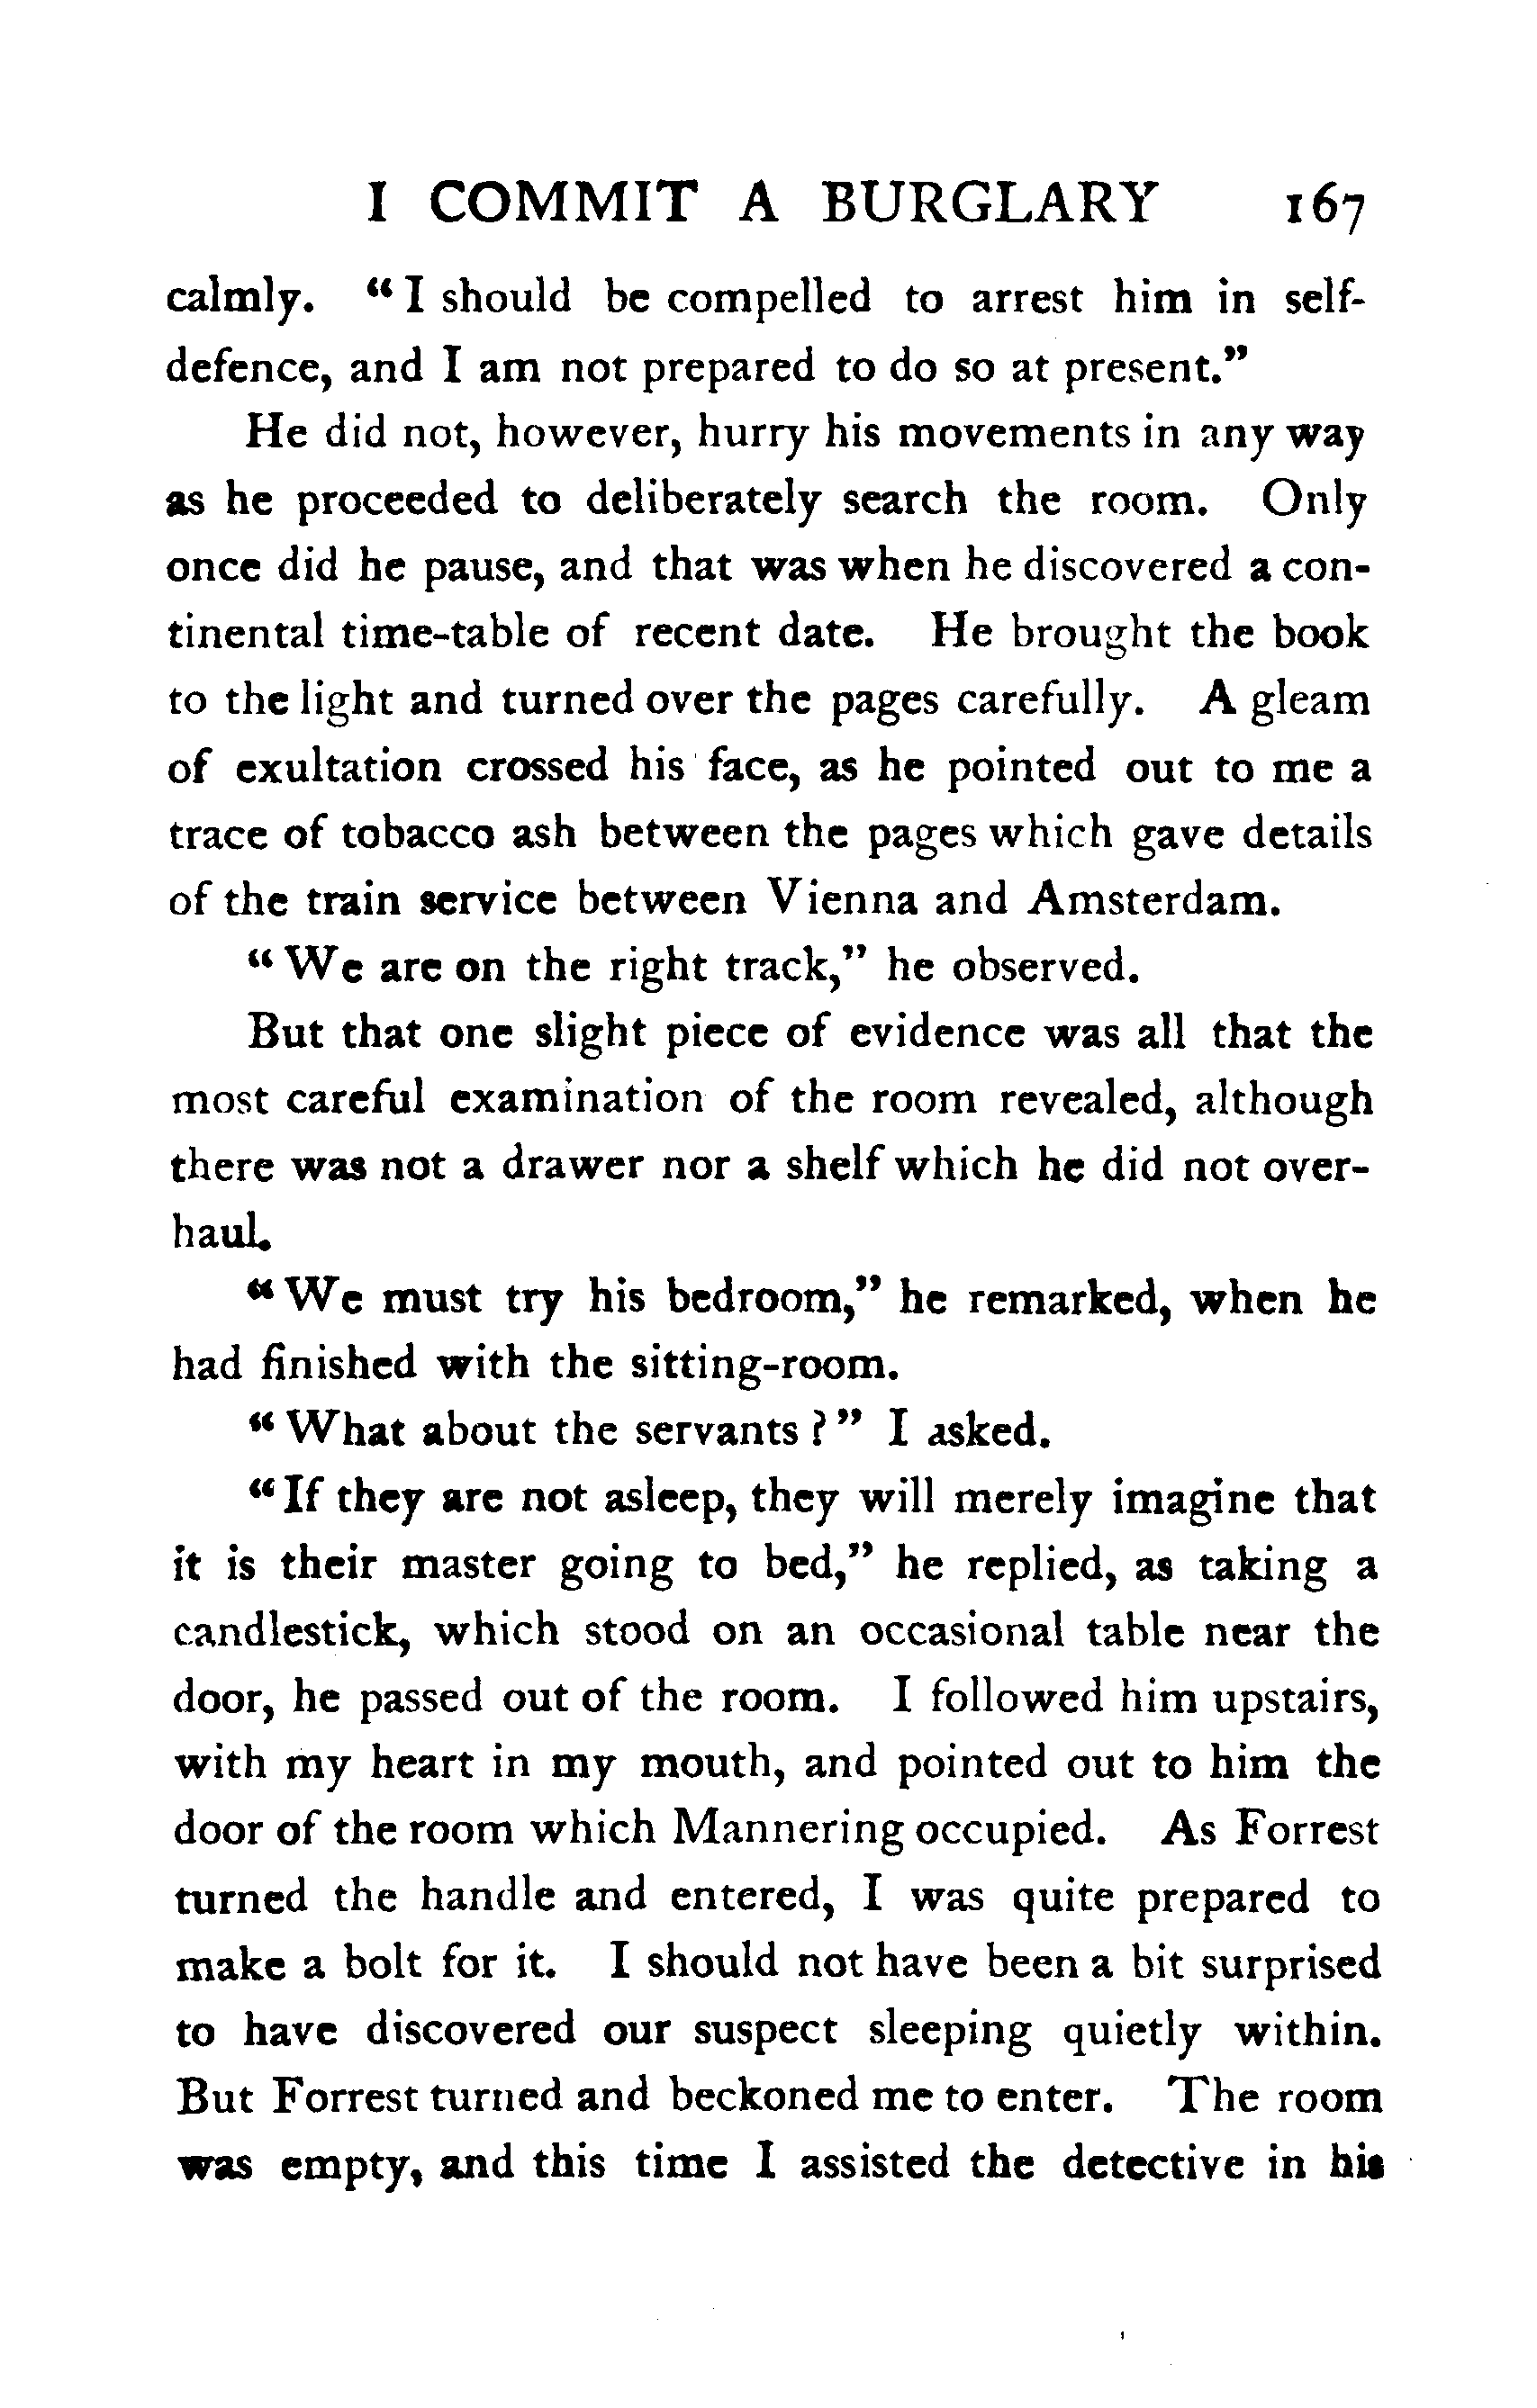 I COMMIT A BURGLARY 167
calmly. “ I should be compelled to arrest him in self-
defence, and I am not prepared to do so at present.”
He did not, however, hurry his movements in any way
as he proceeded to deliberately search the room. Only
once did he pause, and that was when he discovered a con-
tinental time-table of recent date. He brought the book
to the light and turned over the pages carefully. A gleam
of exultation crossed his face, as he pointed out to me a
trace of tobacco ash between the pages which gave details
of the train service between Vienna and Amsterdam.
“ We are on the right track,” he observed.
But that one slight piece of evidence was all that the
most careful examination of the room revealed, although
there was not a drawer nor a shelf which he did not over-
haul.
“ We must try his bedroom,” he remarked, when he
had finished with the sitting-room.
“ What about the servants ? ” I asked.
“ If they are not asleep, they will merely imagine that
it is their master going to bed,” he replied, as taking a
candlestick, which stood on an occasional table near the
door, he passed out of the room. I followed him upstairs,
with my heart in my mouth, and pointed out to him the
door of the room which Mannering occupied. As Forrest
turned the handle and entered, I was quite prepared to
make a bolt for it. I should not have been a bit surprised
to have discovered our suspect sleeping quietly within.
But Forrest turned and beckoned me to enter. The room
was empty, and this time I assisted the detective in his